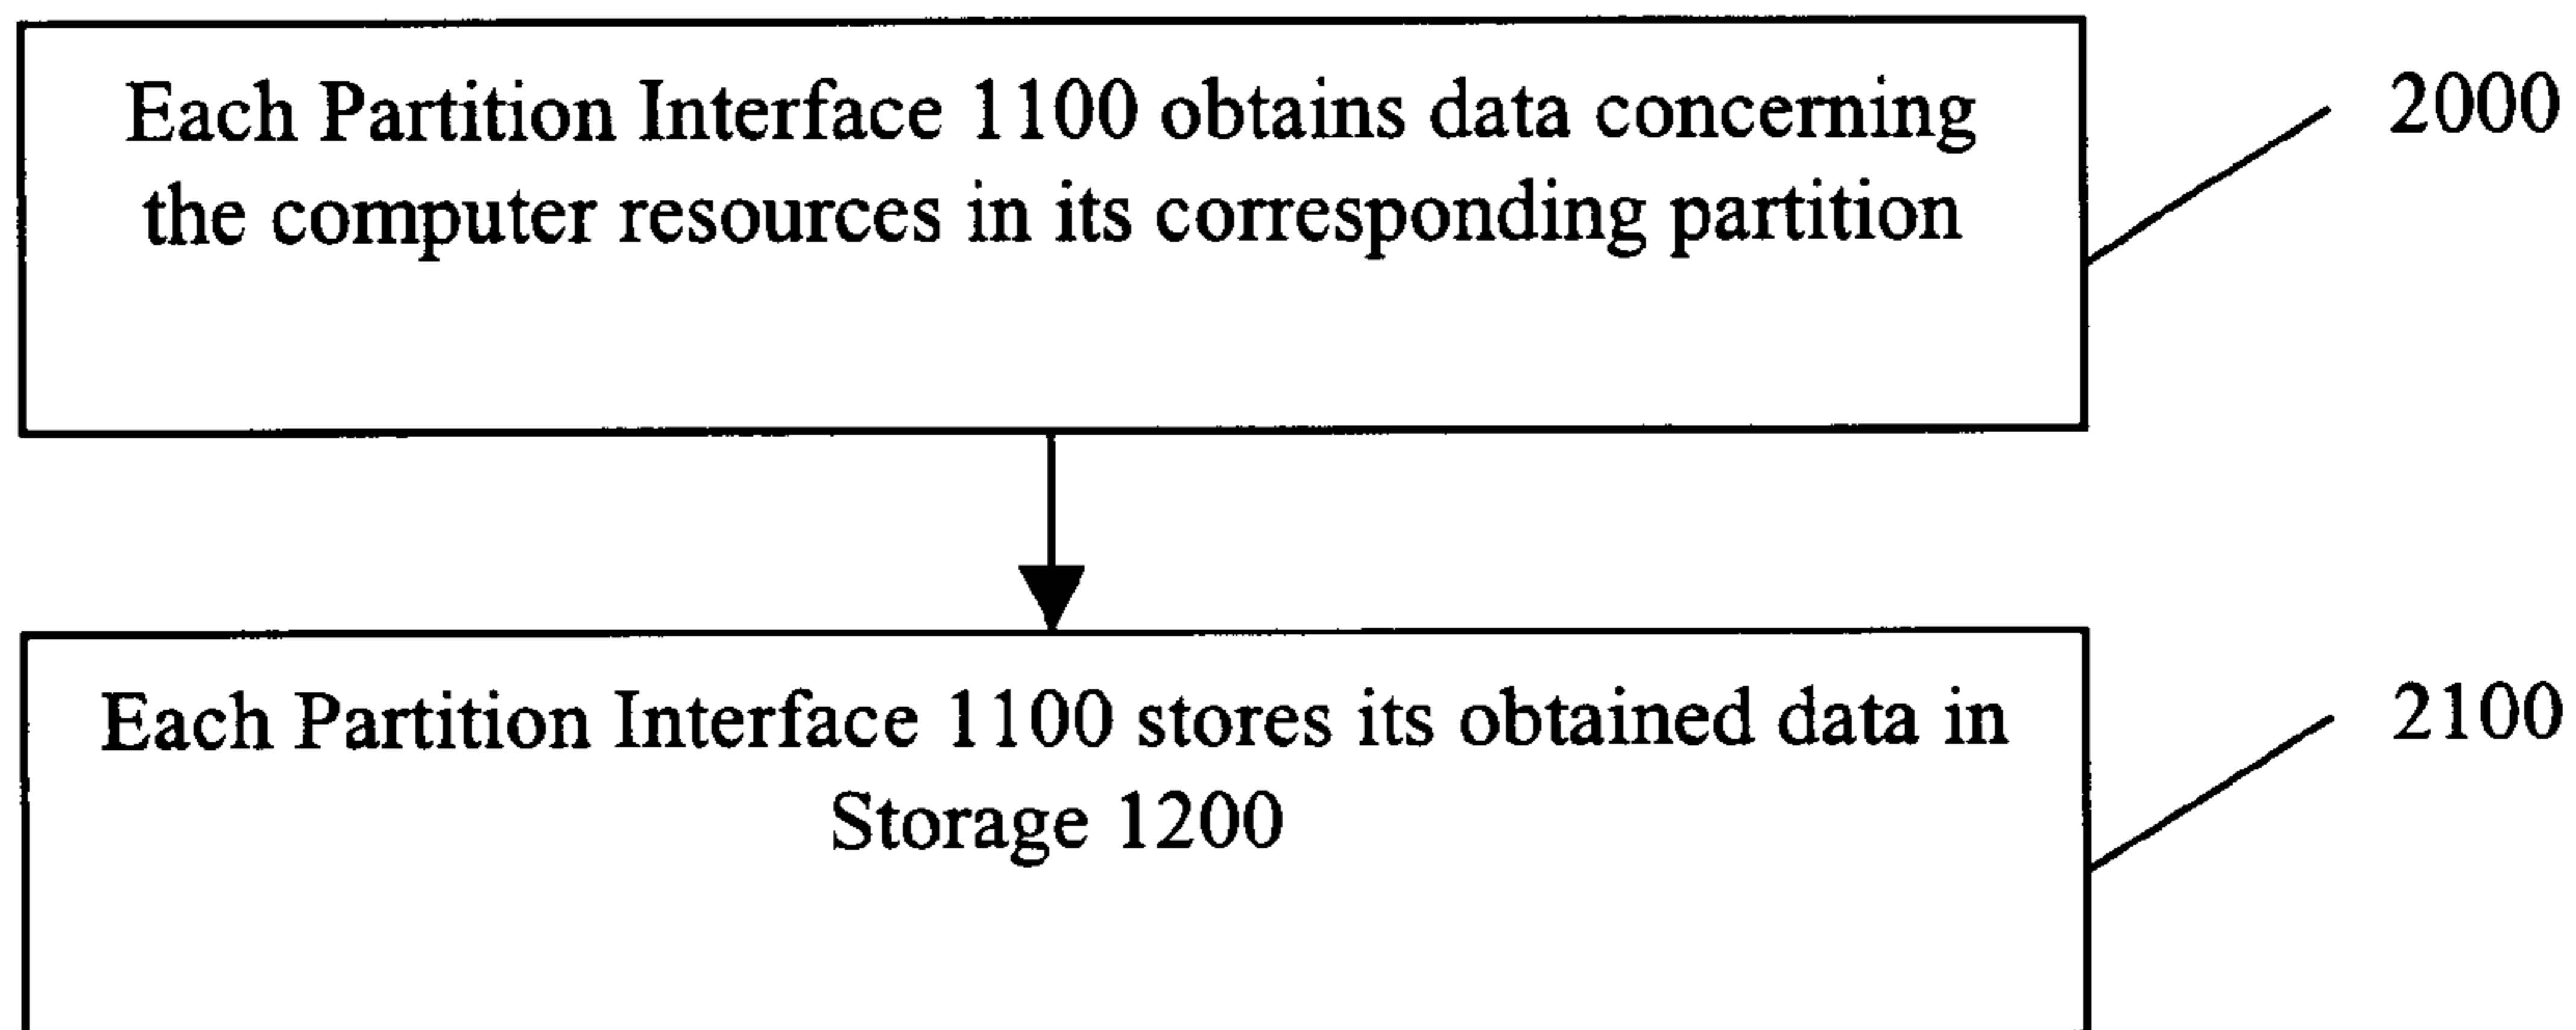 Each Partition Interface 1100 obtains data concerning
the computer resources in its corresponding partition
2000
Each Partition Interface 1100 stores its obtained data in
Storage 1200
2100